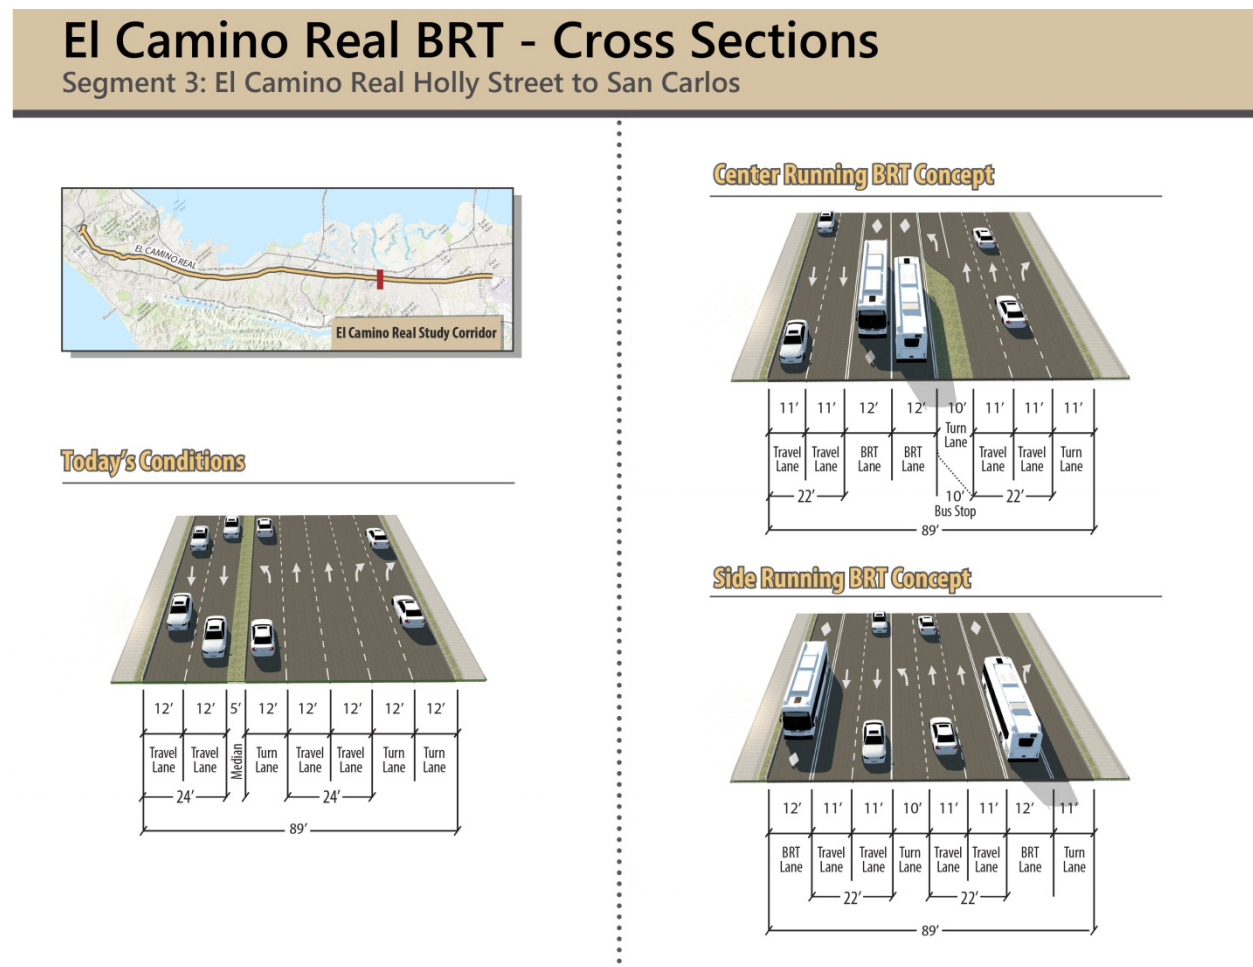 El Camino Real BRT - Cross Sections
Segment 3: El Camino Real Holly Street to San Carlos
EL CAMINO REAL
El Camino Real Study Corridor
Today's Conditions
12' 12' 5' 12' 12' 12' 12' 12'
Travel Lane
Travel Lane
Median
Turn Lane
Travel Lane
Travel Lane
Turn Lane
Turn Lane
24' 24'
89'
Center Running BRT Concept
11' 11' 12' 12' 10' 11' 11' 11'
Travel Lane
Travel Lane
BRT Lane
BRT Lane
Turn Lane
Travel Lane
Travel Lane
Turn Lane
22' 10' 22'
Bus Stop
89'
Side Running BRT Concept
12' 11' 11' 10' 11' 11' 12' 11'
BRT Lane
Travel Lane
Travel Lane
Turn Lane
Travel Lane
Travel Lane
BRT Lane
Turn Lane
22' 22'
89'